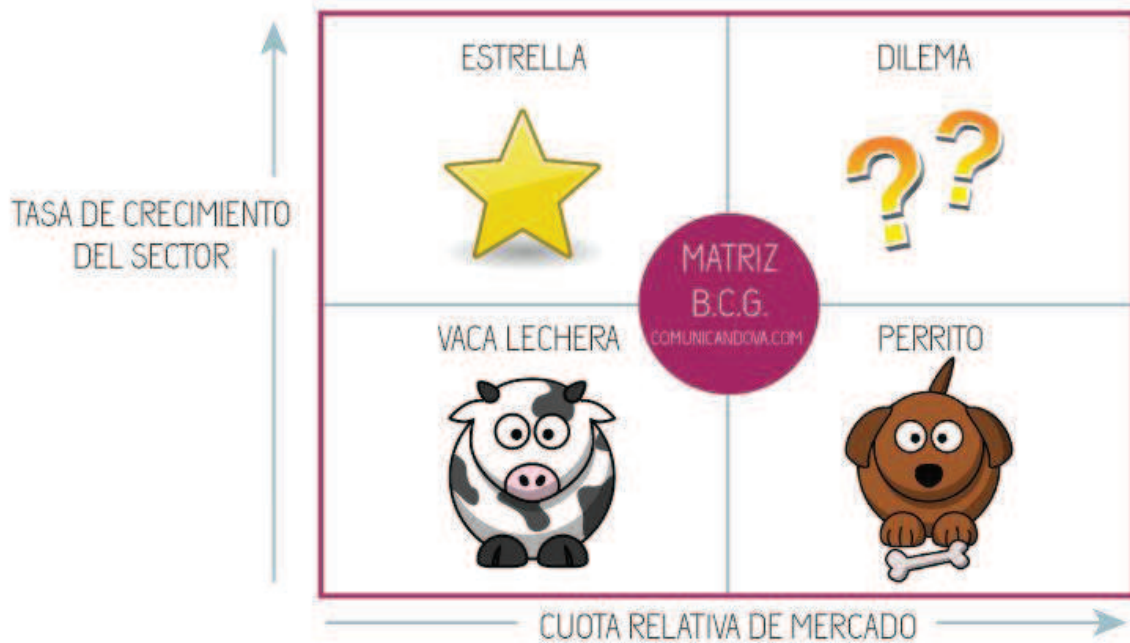 ESTRELLA
DILEMA
TASA DE CRECIMIENTO
DEL SECTOR
MATRIZ
B.C.G.
COMUNICANDOVA.COM
VACA LECHERA
PERRITO
CUOTA RELATIVA DE MERCADO